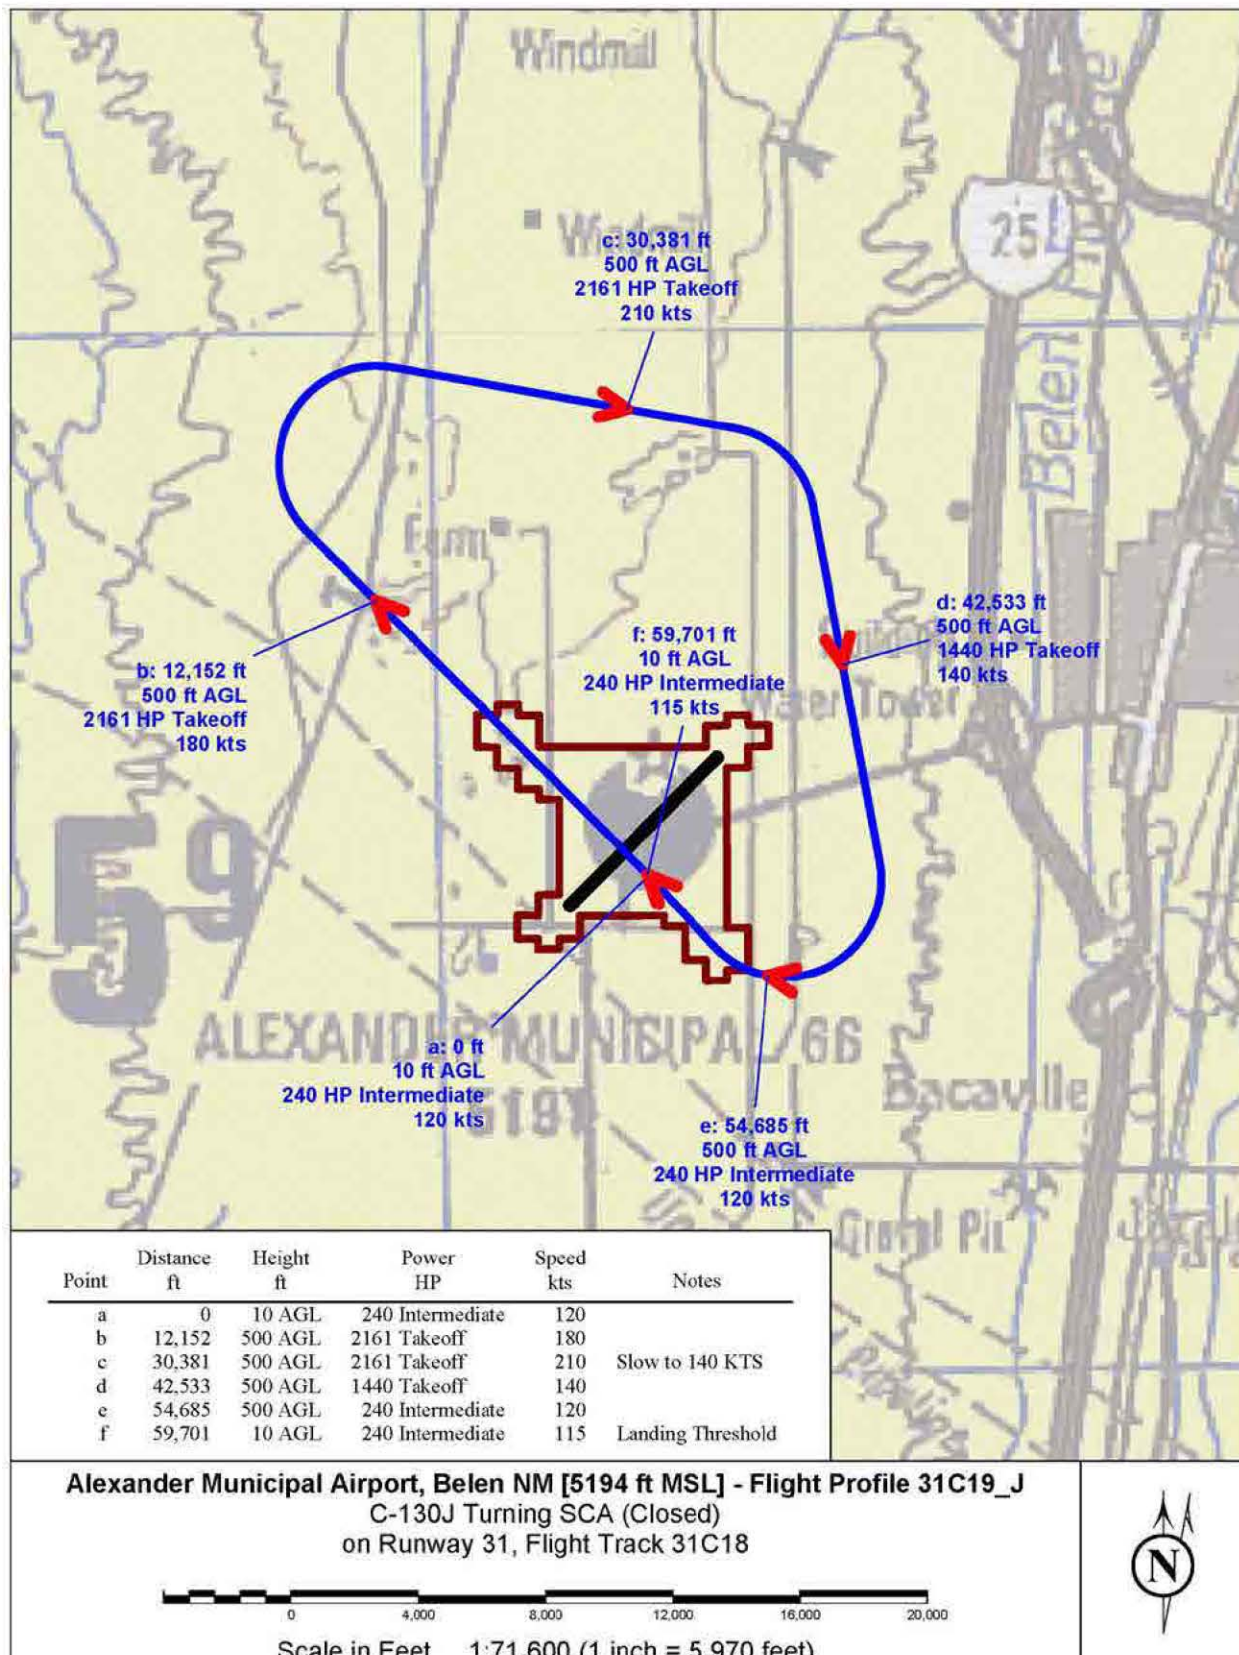 Windmill
25
c: 30,381 ft
500 ft AGL
2161 HP Takeoff
210 kts
Belen
Farm
d: 42,533 ft
500 ft AGL
1440 HP Takeoff
140 kts
f: 59,701 ft
10 ft AGL
240 HP Intermediate
115 kts
b: 12,152 ft
500 ft AGL
2161 HP Takeoff
180 kts
Water Tower
59
ALEXANDER MUNICIPAL/66
a: 0 ft
10 ft AGL
240 HP Intermediate
120 kts
Bacaville
e: 54,685 ft
500 ft AGL
240 HP Intermediate
120 kts
Gravel Pit
Point Distance ft Height ft Power HP Speed kts Notes
a 0 10 AGL 240 Intermediate 120
b 12,152 500 AGL 2161 Takeoff 180
c 30,381 500 AGL 2161 Takeoff 210 Slow to 140 KTS
d 42,533 500 AGL 1440 Takeoff 140
e 54,685 500 AGL 240 Intermediate 120
f 59,701 10 AGL 240 Intermediate 115 Landing Threshold
Alexander Municipal Airport, Belen NM [5194 ft MSL] - Flight Profile 31C19_J
C-130J Turning SCA (Closed)
on Runway 31, Flight Track 31C18
N
0 4,000 8,000 12,000 16,000 20,000
Scale in Feet 1:71,600 (1 inch = 5,970 feet)